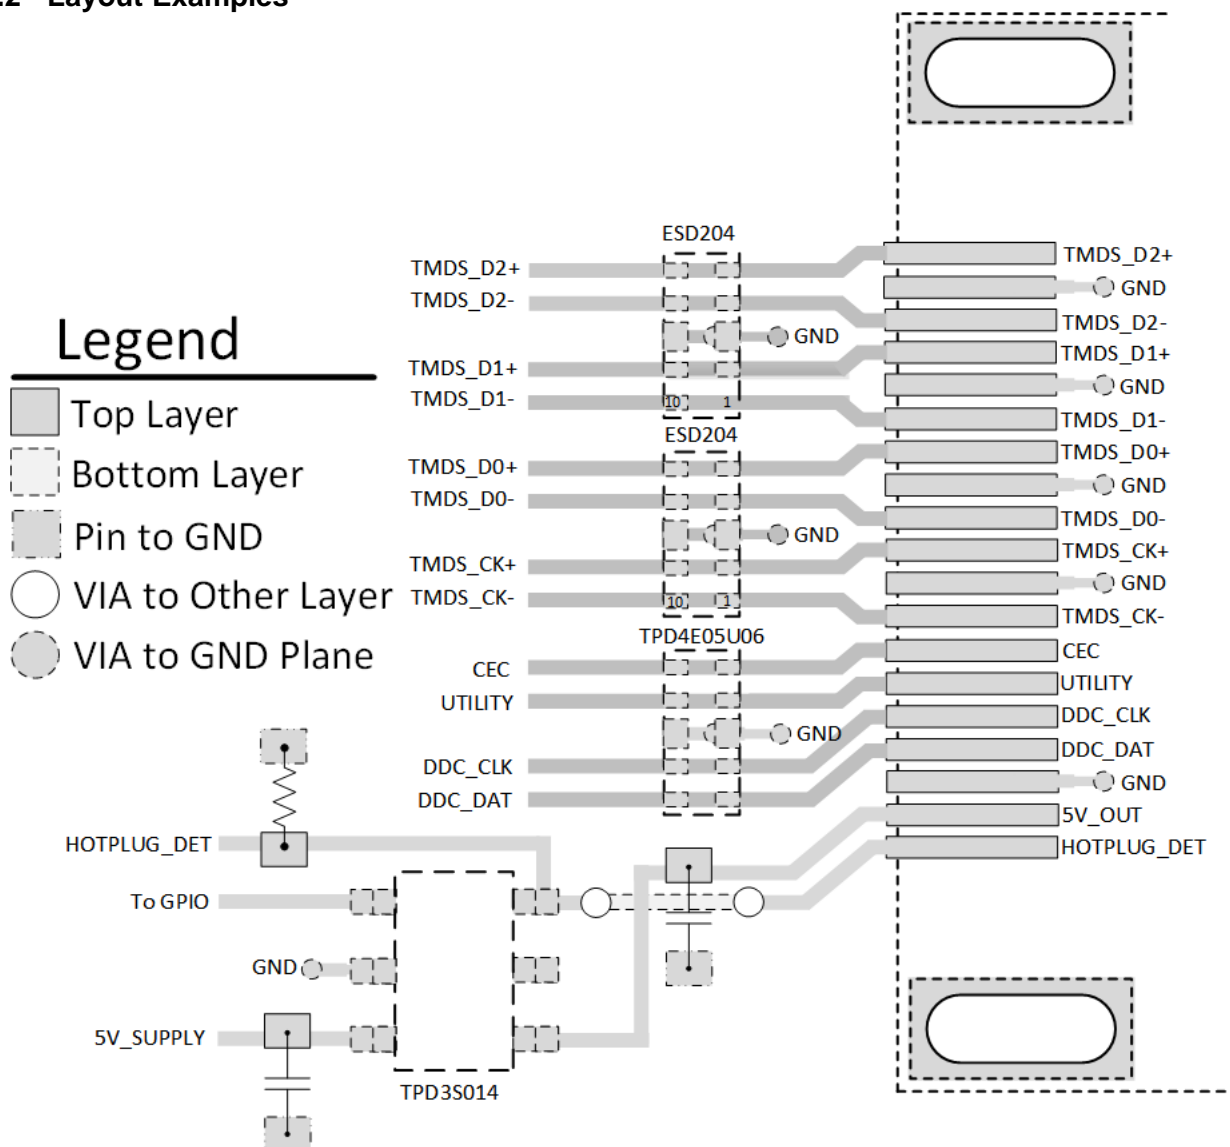 Layout Examples
ESD204
TMDS_D2+
TMDS_D2+
TMDS_D2-
GND
TMDS_D2-
GND
TMDS_D1+
TMDS_D1+
GND
TMDS_D1-
10 1
TMDS_D1-
ESD204
TMDS_D0+
TMDS_D0+
TMDS_D0-
GND
TMDS_D0-
GND
TMDS_CK+
TMDS_CK+
GND
TMDS_CK-
10 1
TMDS_CK-
TPD4E05U06
CEC
CEC
UTILITY
UTILITY
DDC_CLK
GND
DDC_CLK
DDC_DAT
GND
DDC_DAT
5V_OUT
HOTPLUG_DET
Legend
Top Layer
Bottom Layer
Pin to GND
VIA to Other Layer
VIA to GND Plane
HOTPLUG_DET
To GPIO
GND
5V_SUPPLY
TPD3S014